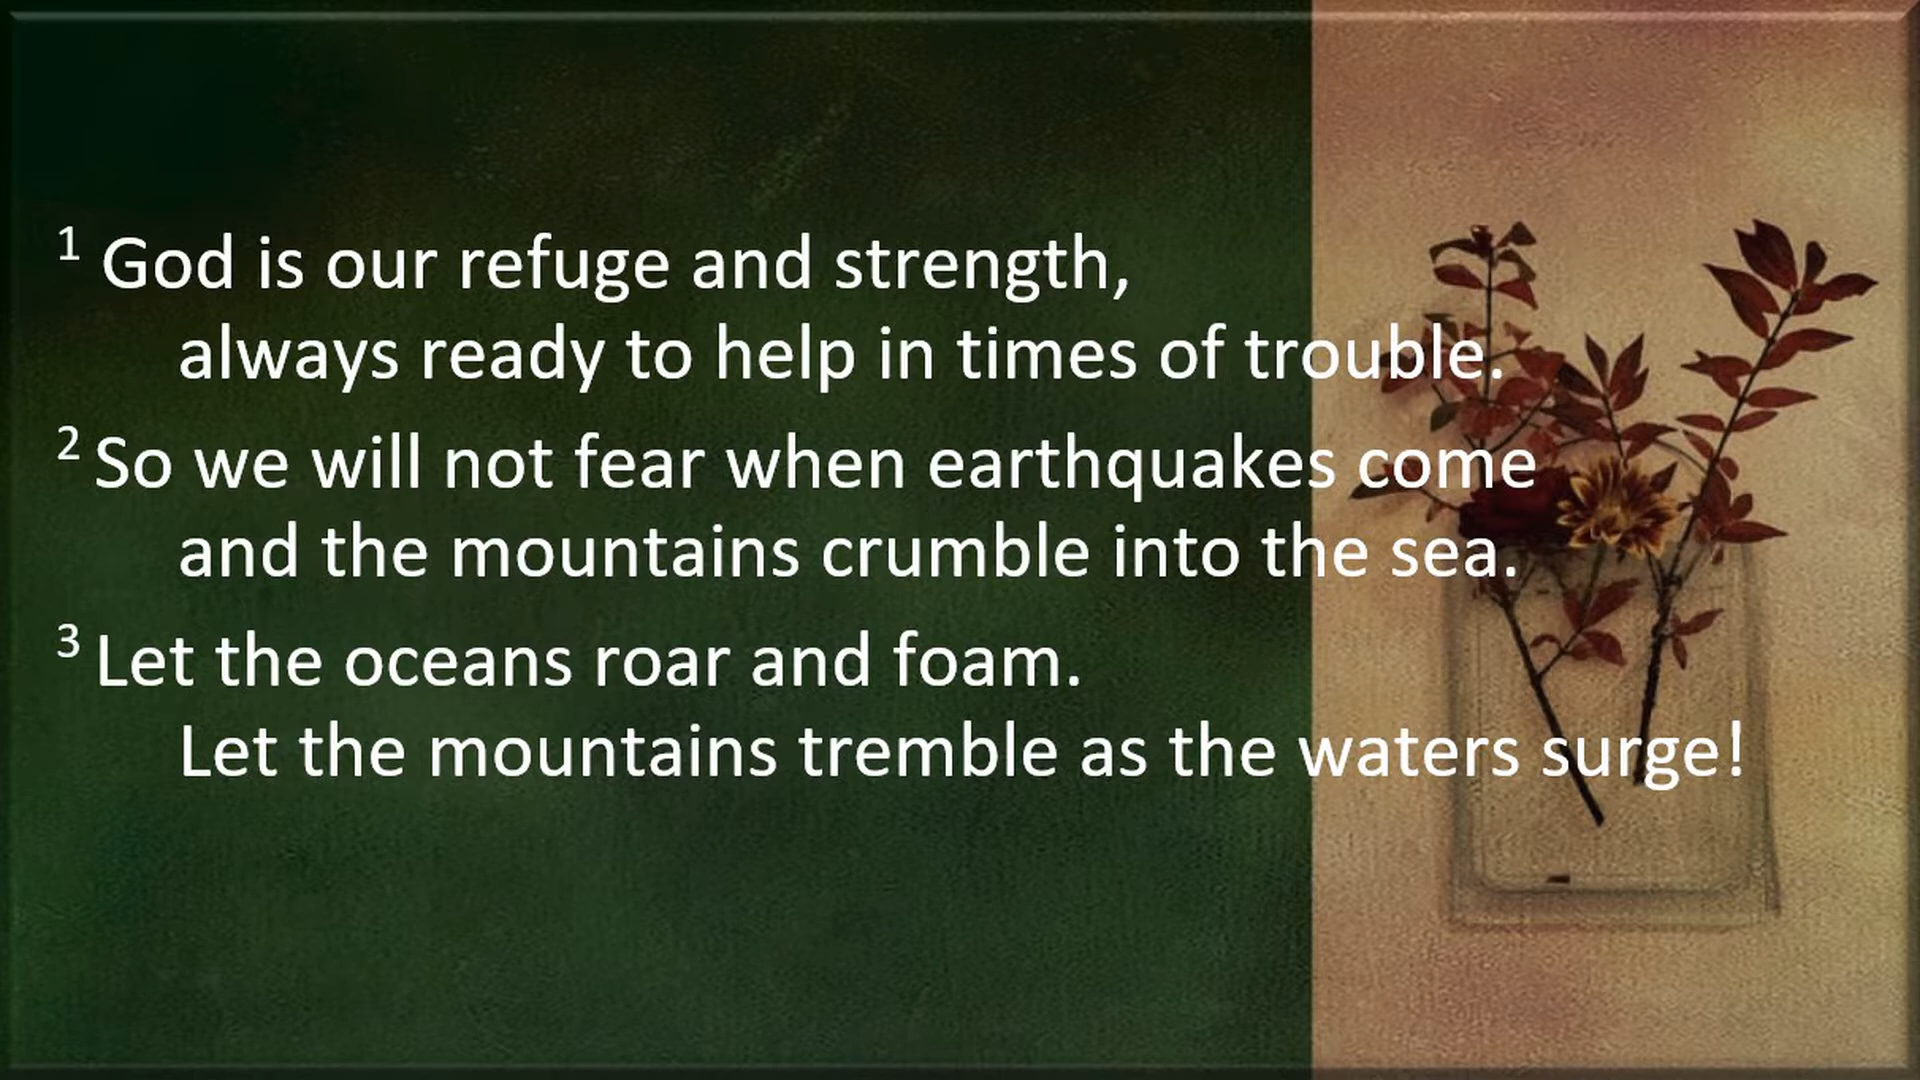 1 God is our refuge and strength,
always ready to help in times of trouble.
2 So we will not fear when earthquakes come
and the mountains crumble into the sea.
3 Let the oceans roar and foam.
Let the mountains tremble as the waters surge!